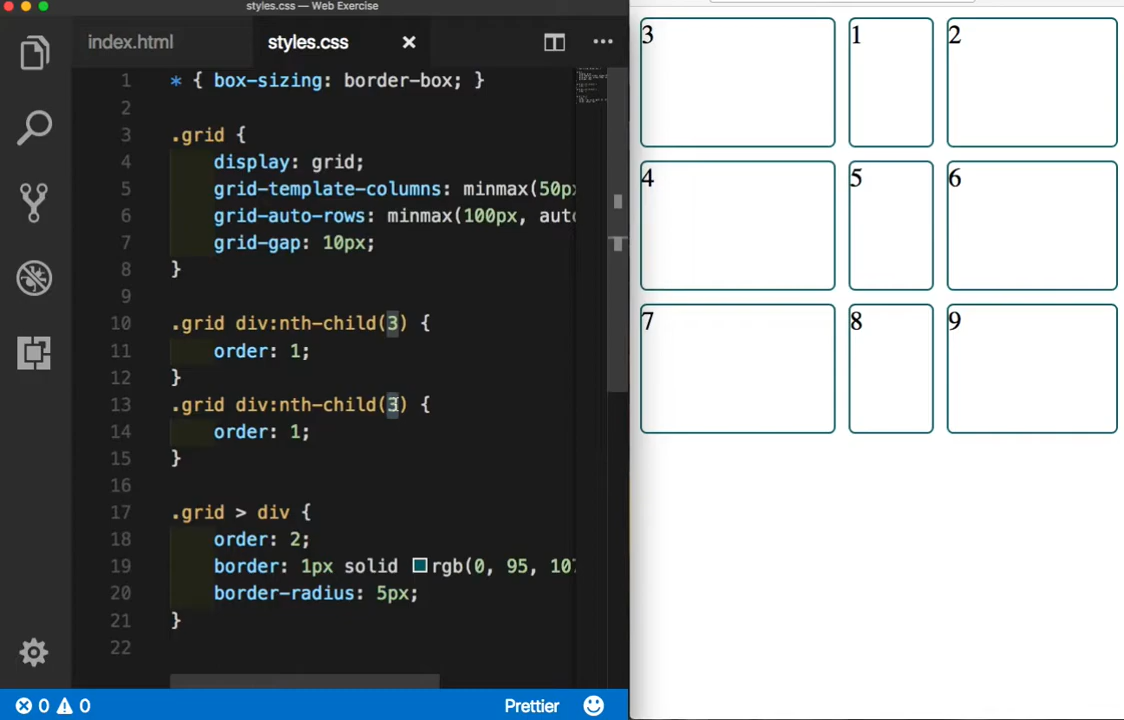 styles.css — Web Exercise
index.html
styles.css
1 * { box-sizing: border-box; }
2
3 .grid {
4 display: grid;
5 grid-template-columns: minmax(50px
6 grid-auto-rows: minmax(100px, auto
7 grid-gap: 10px;
8 }
9
10 .grid div:nth-child(3) {
11 order: 1;
12 }
13 .grid div:nth-child(3) {
14 order: 1;
15 }
16
17 .grid > div {
18 order: 2;
19 border: 1px solid rgb(0, 95, 107
20 border-radius: 5px;
21 }
22
0 0
Prettier
3 1 2
4 5 6
7 8 9